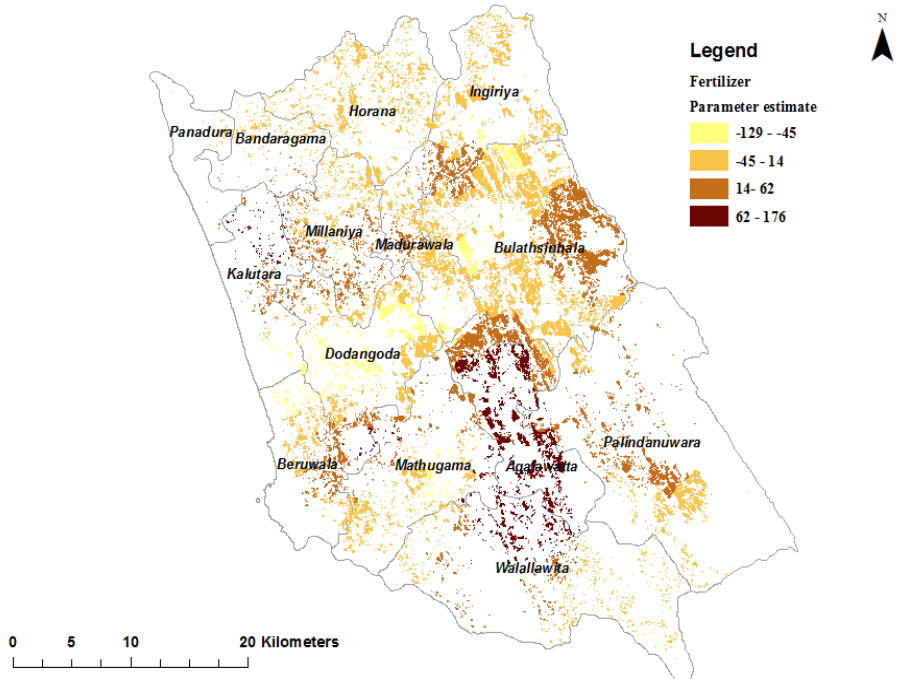 N
Legend
Fertilizer
Parameter estimate
-129 - -45
-45 - 14
14- 62
62 - 176
Ingiriya
Horana
Panadura
Bandaragama
Millaniya
Madurawala
Bulathsinhala
Kalutara
Dodangoda
Palindanuwara
Beruwala
Mathugama
Agalawatta
Walallawita
0 5 10 20 Kilometers